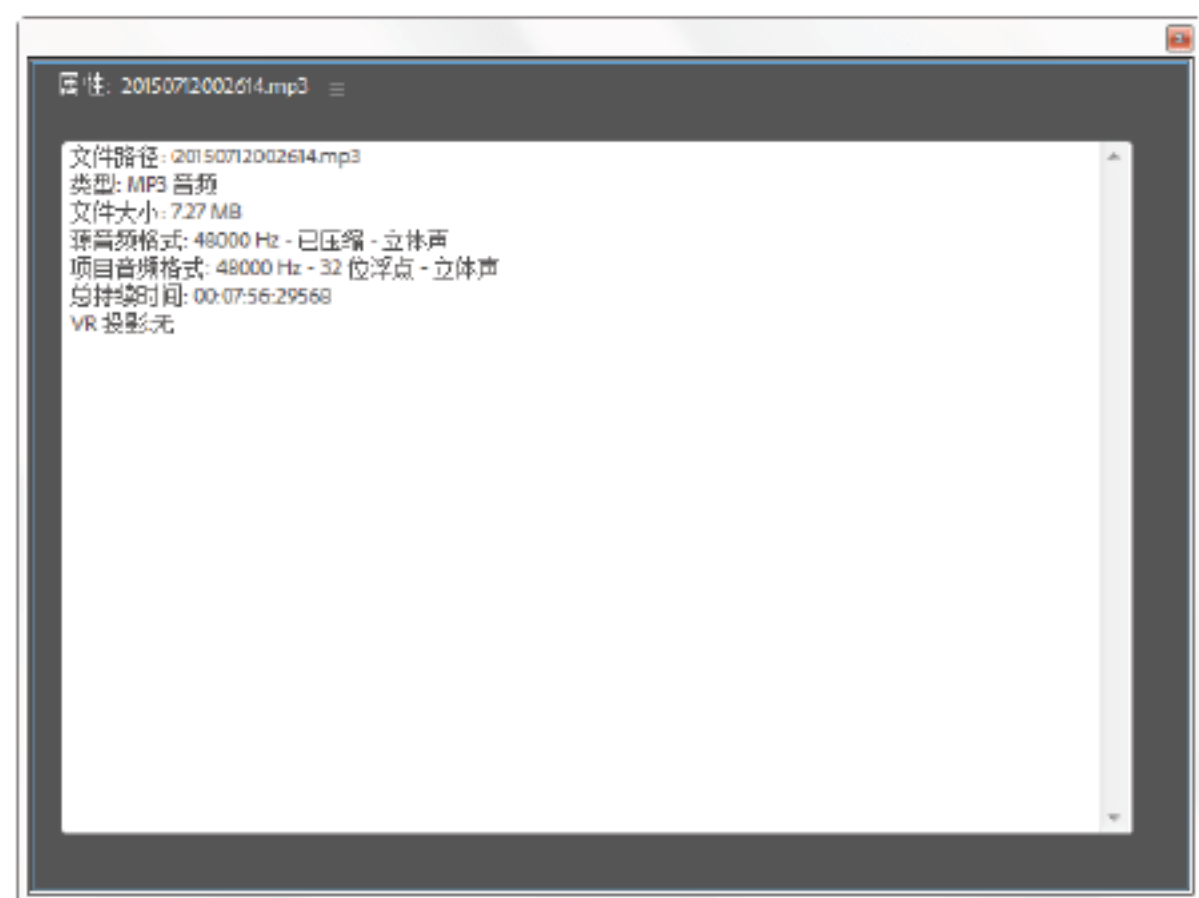 属性: 20150712002614.mp3
文件路径: 20150712002614.mp3
类型: MP3 音频
文件大小: 7.27 MB
源音频格式: 48000 Hz - 已压缩 - 立体声
项目音频格式: 48000 Hz - 32 位浮点 - 立体声
总持续时间: 00:07:56:29568
VR 投影:无